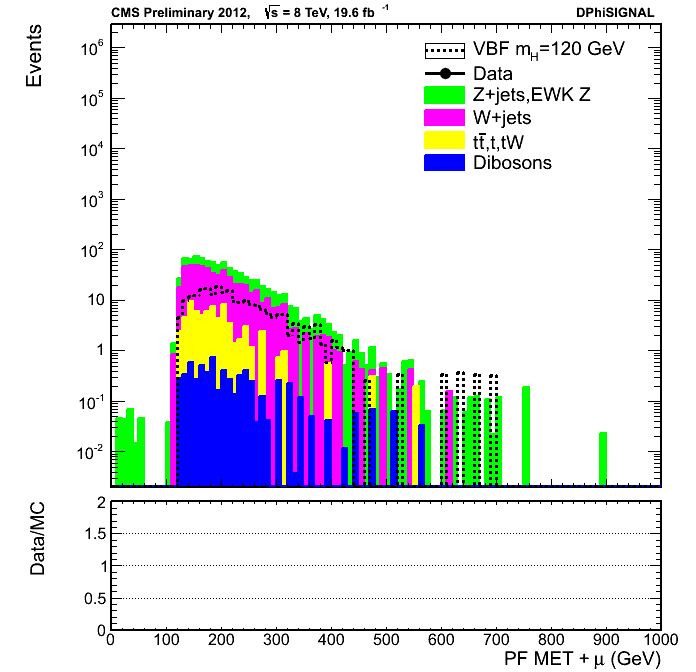 CMS Preliminary 2012, √s = 8 TeV, 19.6 fb⁻¹ DPhiSIGNAL
Events
10⁶
10⁵
10⁴
10³
10²
10
1
10⁻¹
10⁻²
VBF m_H=120 GeV
Data
Z+jets,EWK Z
W+jets
tt̄,t,tW
Dibosons
Data/MC
2
1.5
1
0.5
0
0 100 200 300 400 500 600 700 800 900 1000
PF MET + μ (GeV)